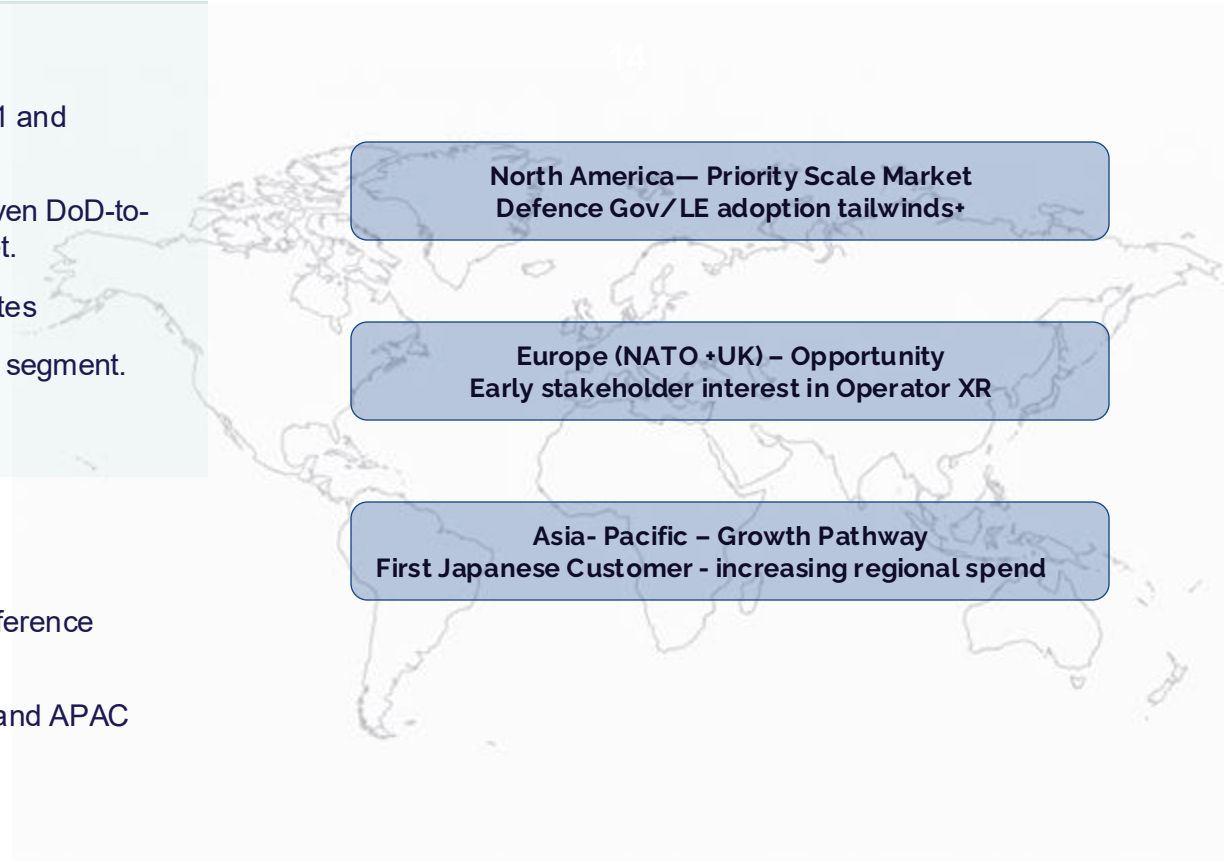 1 and
ven DoD-to-
t.
tes
segment.
ference
and APAC
14
North America— Priority Scale Market
Defence Gov/LE adoption tailwinds+
Europe (NATO +UK) – Opportunity
Early stakeholder interest in Operator XR
Asia- Pacific – Growth Pathway
First Japanese Customer - increasing regional spend